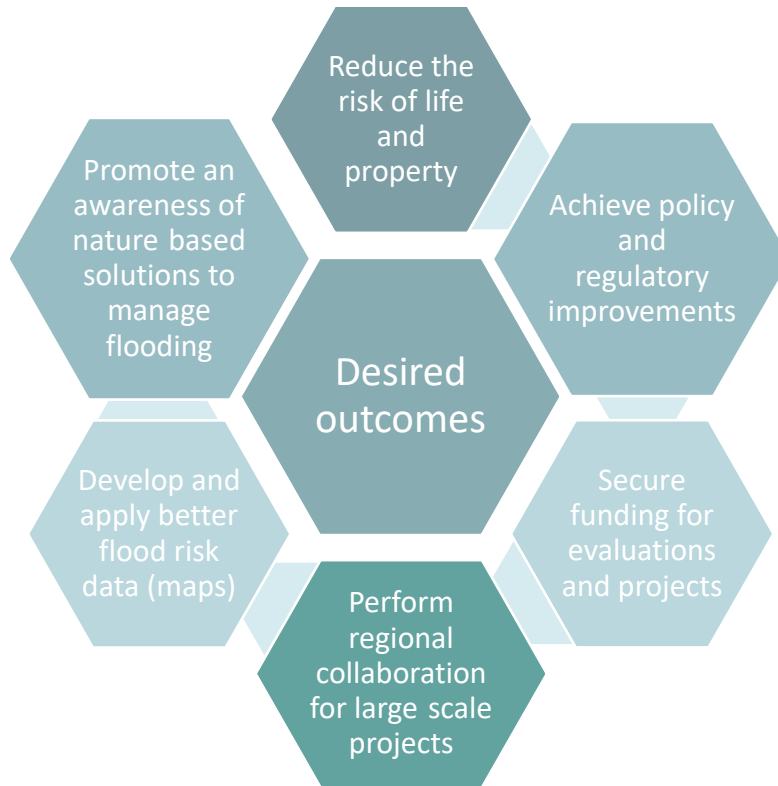 Reduce the
risk of life
and
property
Achieve policy
and
regulatory
improvements
Secure
funding for
evaluations
and projects
Perform
regional
collaboration
for large scale
projects
Develop and
apply better
flood risk
data (maps)
Promote an
awareness of
nature based
solutions to
manage
flooding
Desired
outcomes